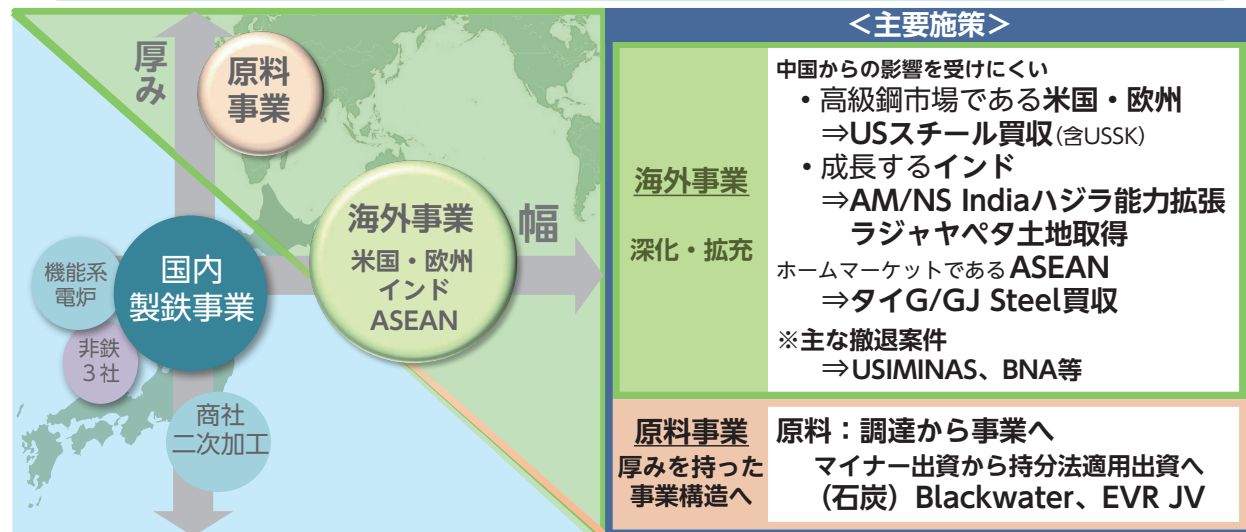 厚み
原料
事業
海外事業
米国・欧州
インド
ASEAN
幅
機能系
電炉
国内
製鉄事業
非鉄
３社
商社
二次加工
＜主要施策＞
海外事業
深化・拡充
中国からの影響を受けにくい
・高級鋼市場である米国・欧州
⇒USスチール買収(含USSK)
・成長するインド
⇒AM/NS Indiaハジラ能力拡張
ラジャヤペタ土地取得
ホームマーケットであるASEAN
⇒タイG/GJ Steel買収
※主な撤退案件
⇒USIMINAS、BNA等
原料事業
厚みを持った
事業構造へ
原料：調達から事業へ
マイナー出資から持分法適用出資へ
（石炭）Blackwater、EVR JV